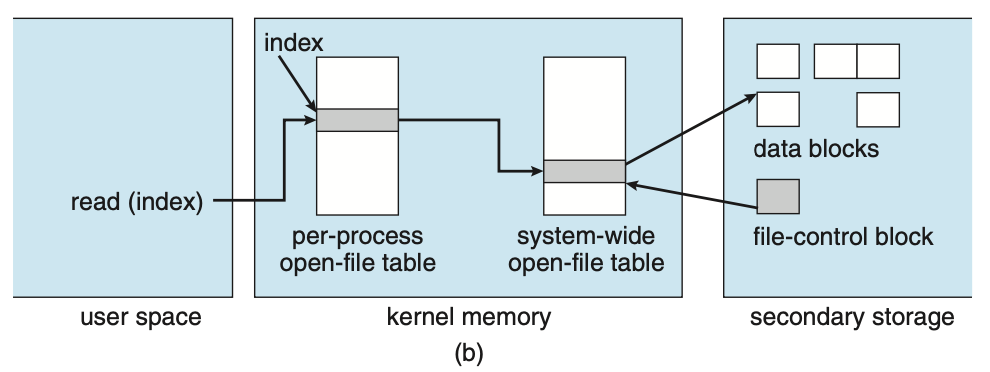 index
read (index)
per-process
open-file table
system-wide
open-file table
data blocks
file-control block
user space
kernel memory
secondary storage
(b)